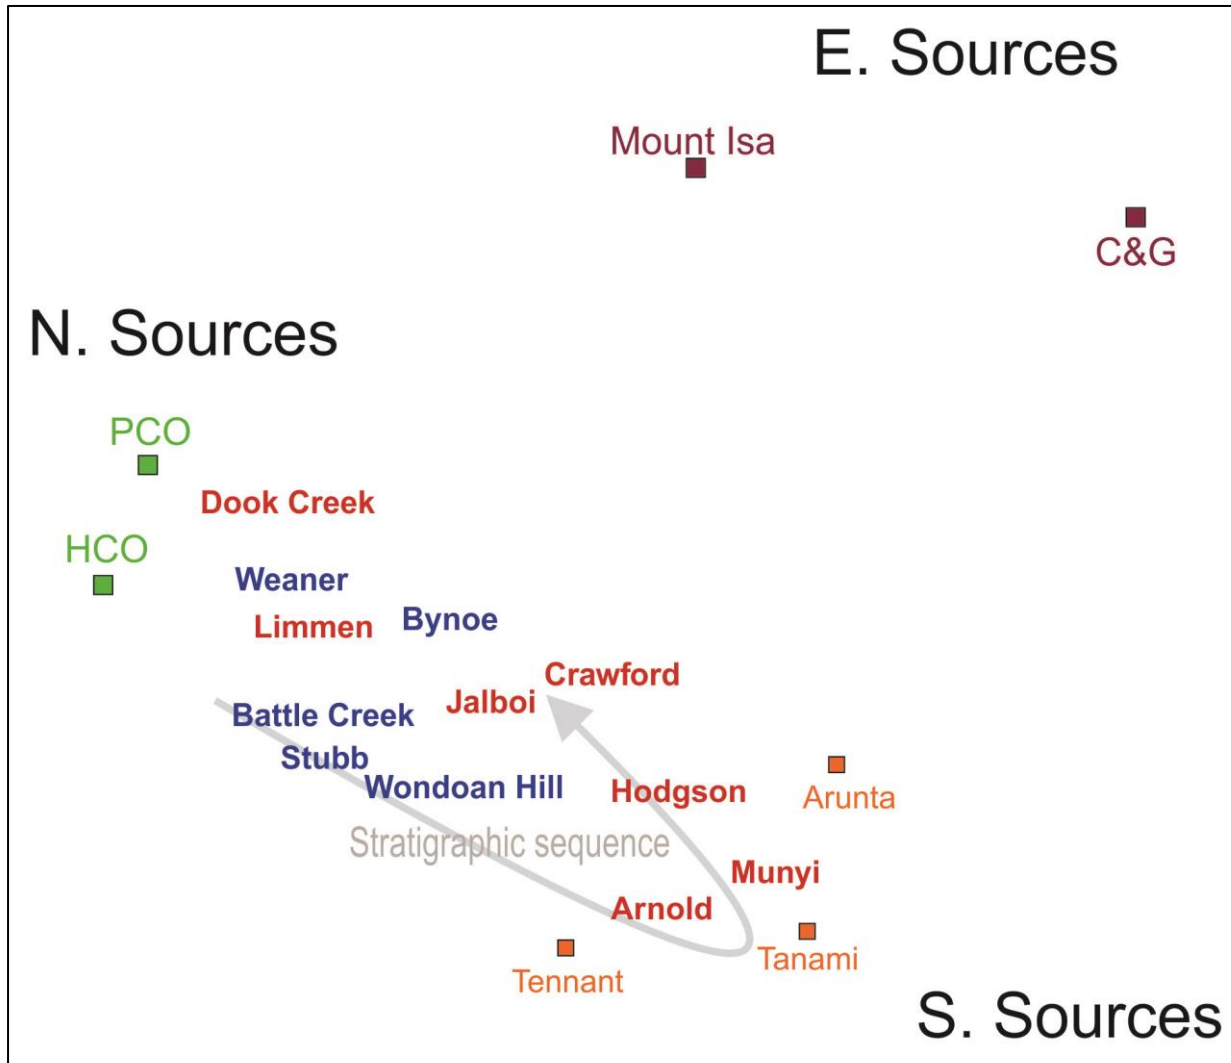 E. Sources
Mount Isa
C&G
N. Sources
PCO
Dook Creek
HCO
Weaner
Limmen
Bynoe
Crawford
Jalboi
Battle Creek
Stubb
Wondoan Hill
Hodgson
Arunta
Stratigraphic sequence
Munyi
Arnold
Tanami
Tennant
S. Sources